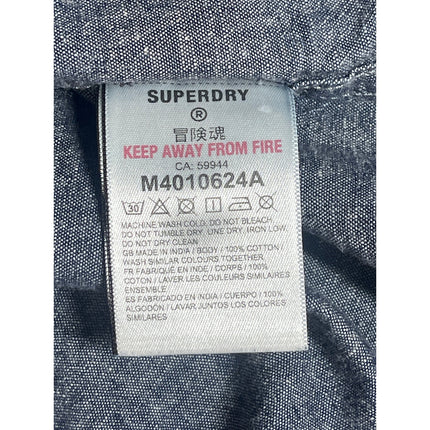 SUPERDRY
®
冒険魂
KEEP AWAY FROM FIRE
CA: 59944
M4010624A
30
MACHINE WASH COLD. DO NOT BLEACH.
DO NOT TUMBLE DRY. LINE DRY. IRON LOW.
DO NOT DRY CLEAN
GB MADE IN INDIA / BODY / 100% COTTON /
WASH SIMILAR COLOURS TOGETHER.
FR FABRIQUÉ EN INDE / CORPS / 100%
COTON / LAVER LES COULEURS SIMILAIRES
ENSEMBLE
ES FABRICADO EN INDIA / CUERPO / 100%
ALGODÓN / LAVAR JUNTOS LOS COLORES
SIMILARES